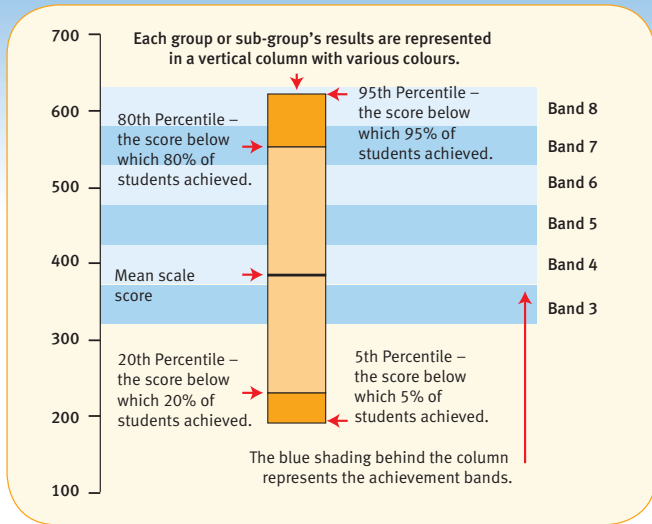 Each group or sub-group's results are represented
in a vertical column with various colours.
700
600
500
400
300
200
100
80th Percentile –
the score below
which 80% of
students achieved.
95th Percentile –
the score below
which 95% of
students achieved.
Mean scale
score
20th Percentile –
the score below
which 20% of
students achieved.
5th Percentile –
the score below
which 5% of
students achieved.
The blue shading behind the column
represents the achievement bands.
Band 8
Band 7
Band 6
Band 5
Band 4
Band 3